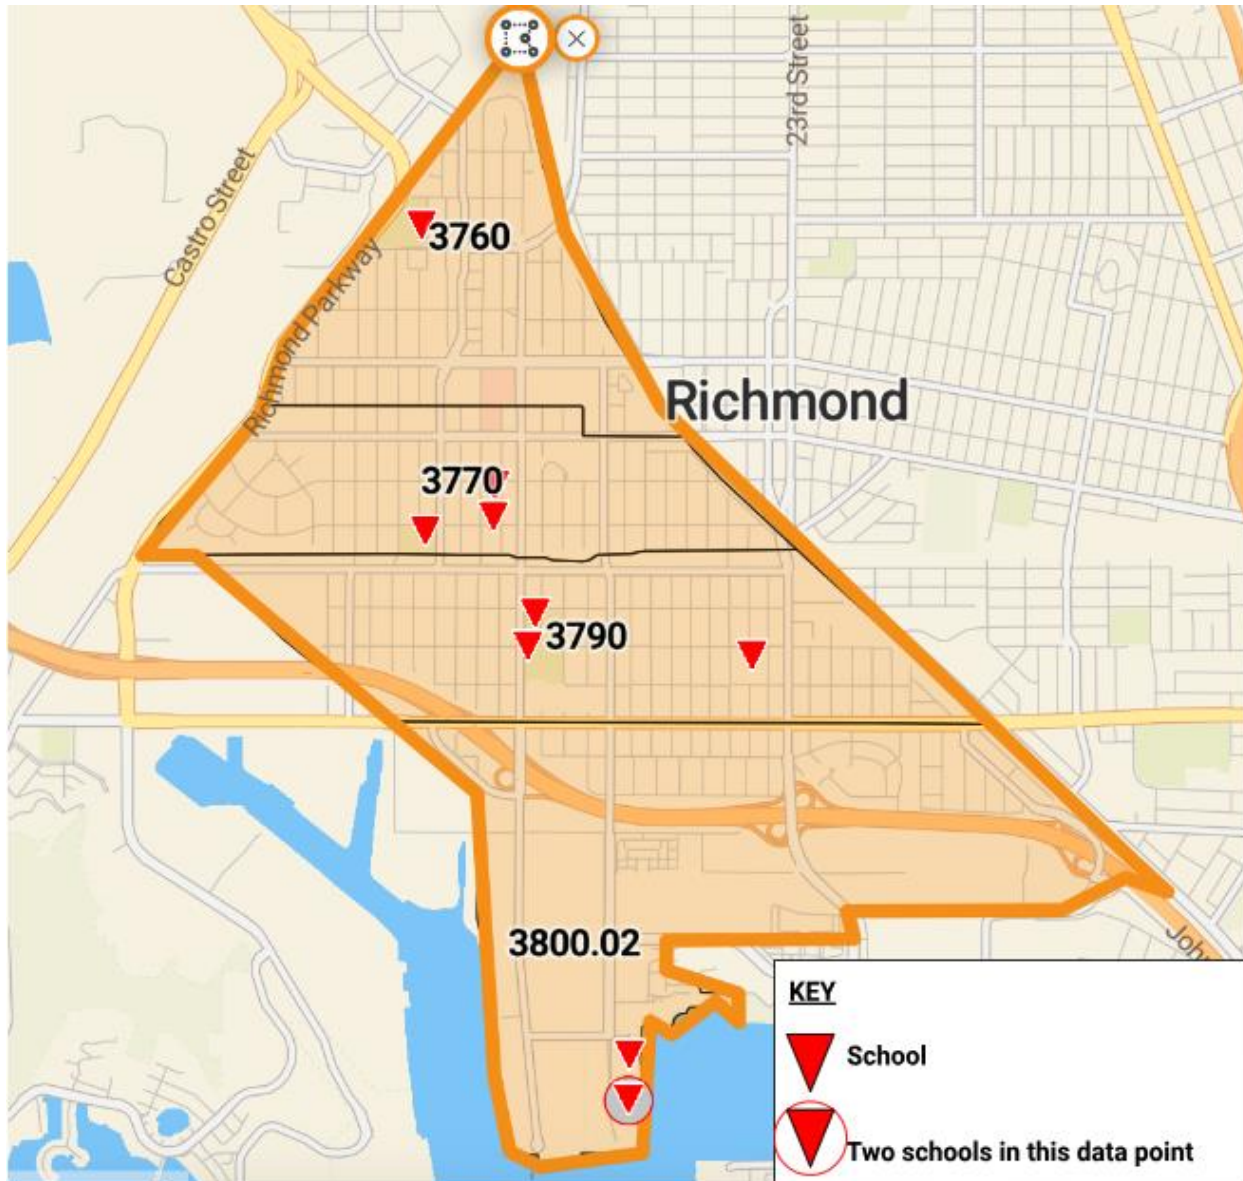 23rd Street
Castro Street
3760
Richmond Parkway
Richmond
3770
3790
3800.02
KEY
School
Two schools in this data point